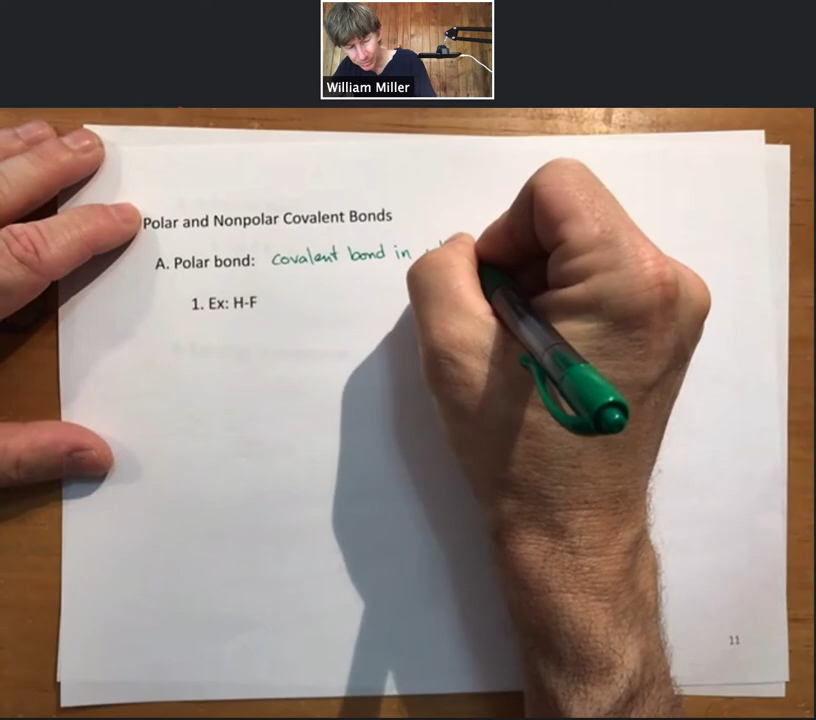 William Miller
Polar and Nonpolar Covalent Bonds
A. Polar bond: covalent bond in
1. Ex: H-F
11